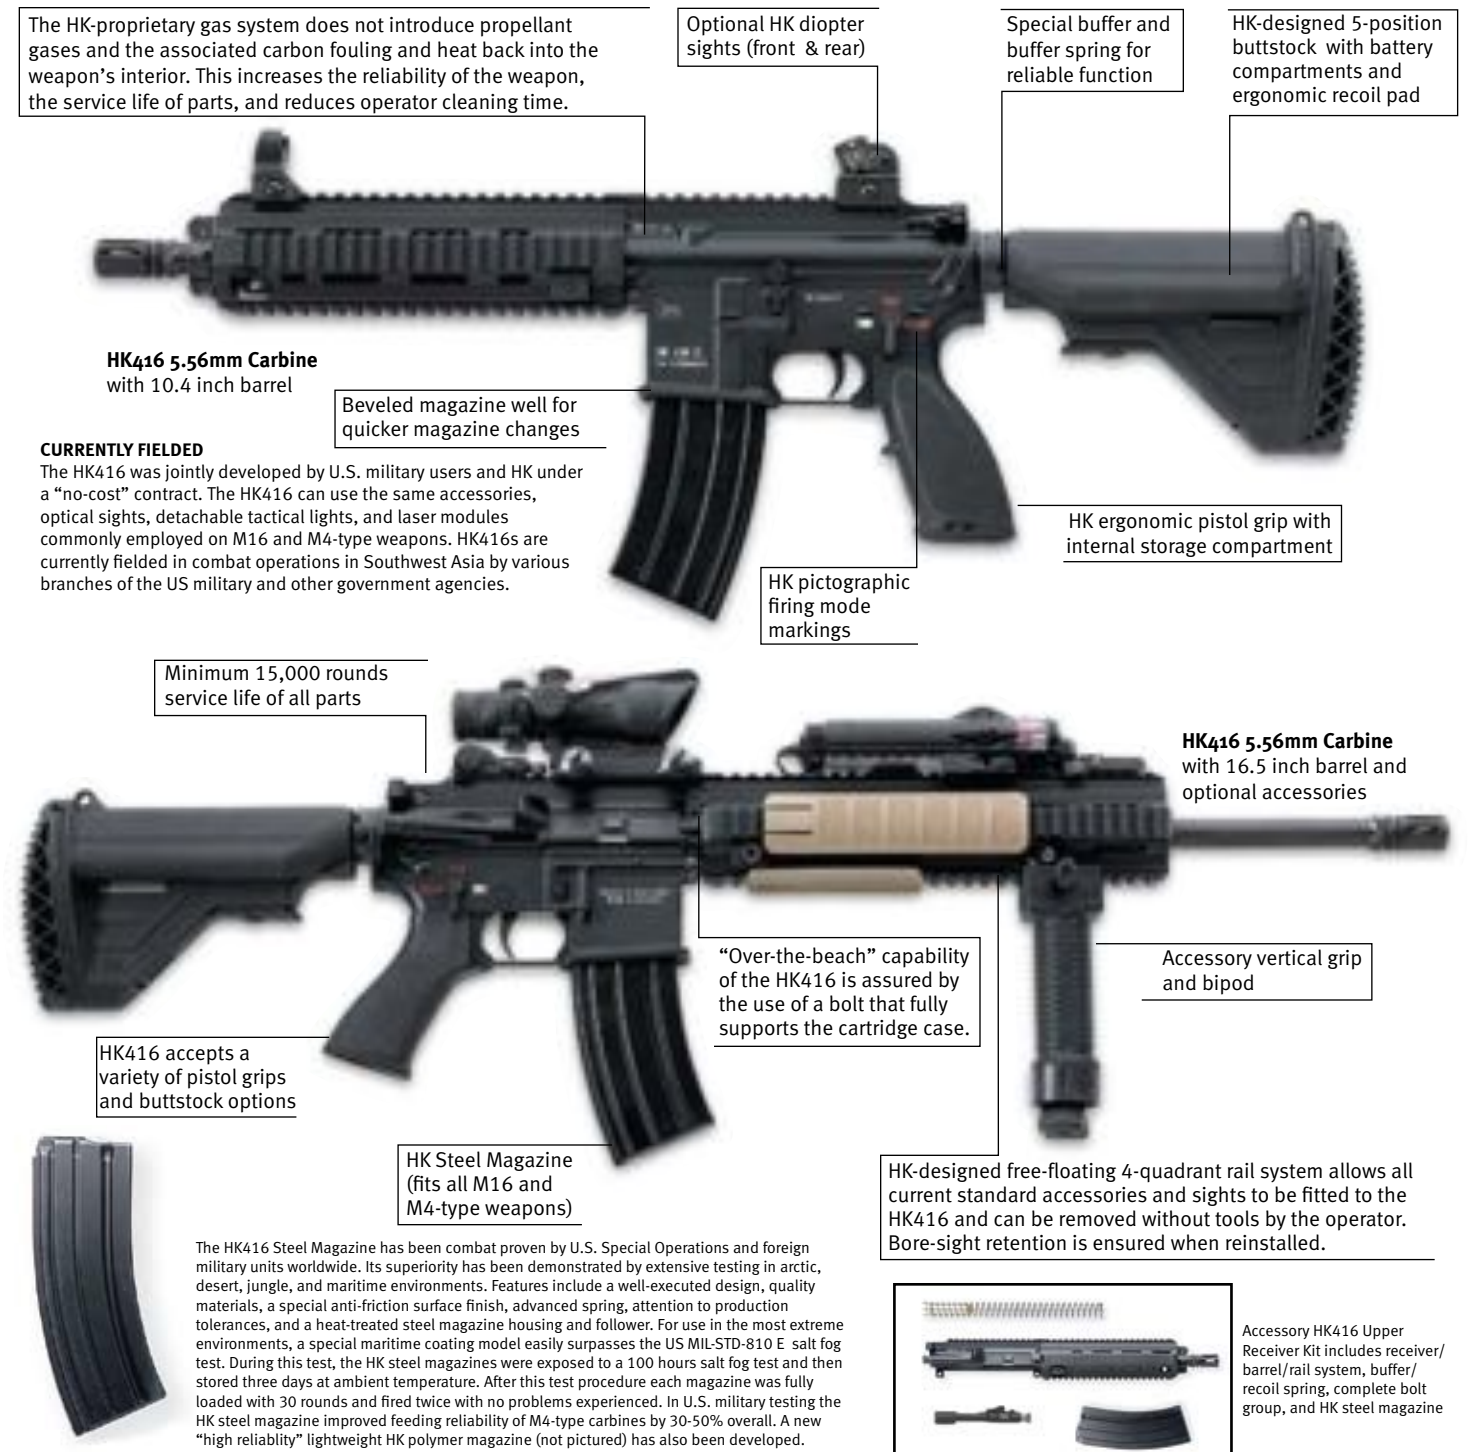 The HK-proprietary gas system does not introduce propellant
gases and the associated carbon fouling and heat back into the
weapon's interior. This increases the reliability of the weapon,
the service life of parts, and reduces operator cleaning time.
Optional HK diopter
sights (front & rear)
Special buffer and
buffer spring for
reliable function
HK-designed 5-position
buttstock with battery
compartments and
ergonomic recoil pad
HK416 5.56mm Carbine
with 10.4 inch barrel
Beveled magazine well for
quicker magazine changes
CURRENTLY FIELDED
The HK416 was jointly developed by U.S. military users and HK under
a “no-cost” contract. The HK416 can use the same accessories,
optical sights, detachable tactical lights, and laser modules
commonly employed on M16 and M4-type weapons. HK416s are
currently fielded in combat operations in Southwest Asia by various
branches of the US military and other government agencies.
HK ergonomic pistol grip with
internal storage compartment
HK pictographic
firing mode
markings
Minimum 15,000 rounds
service life of all parts
HK416 5.56mm Carbine
with 16.5 inch barrel and
optional accessories
“Over-the-beach” capability
of the HK416 is assured by
the use of a bolt that fully
supports the cartridge case.
Accessory vertical grip
and bipod
HK416 accepts a
variety of pistol grips
and buttstock options
HK Steel Magazine
(fits all M16 and
M4-type weapons)
HK-designed free-floating 4-quadrant rail system allows all
current standard accessories and sights to be fitted to the
HK416 and can be removed without tools by the operator.
Bore-sight retention is ensured when reinstalled.
The HK416 Steel Magazine has been combat proven by U.S. Special Operations and foreign
military units worldwide. Its superiority has been demonstrated by extensive testing in arctic,
desert, jungle, and maritime environments. Features include a well-executed design, quality
materials, a special anti-friction surface finish, advanced spring, attention to production
tolerances, and a heat-treated steel magazine housing and follower. For use in the most extreme
environments, a special maritime coating model easily surpasses the US MIL-STD-810 E salt fog
test. During this test, the HK steel magazines were exposed to a 100 hours salt fog test and then
stored three days at ambient temperature. After this test procedure each magazine was fully
loaded with 30 rounds and fired twice with no problems experienced. In U.S. military testing the
HK steel magazine improved feeding reliability of M4-type carbines by 30-50% overall. A new
“high reliablity” lightweight HK polymer magazine (not pictured) has also been developed.
Accessory HK416 Upper
Receiver Kit includes receiver/
barrel/rail system, buffer/
recoil spring, complete bolt
group, and HK steel magazine